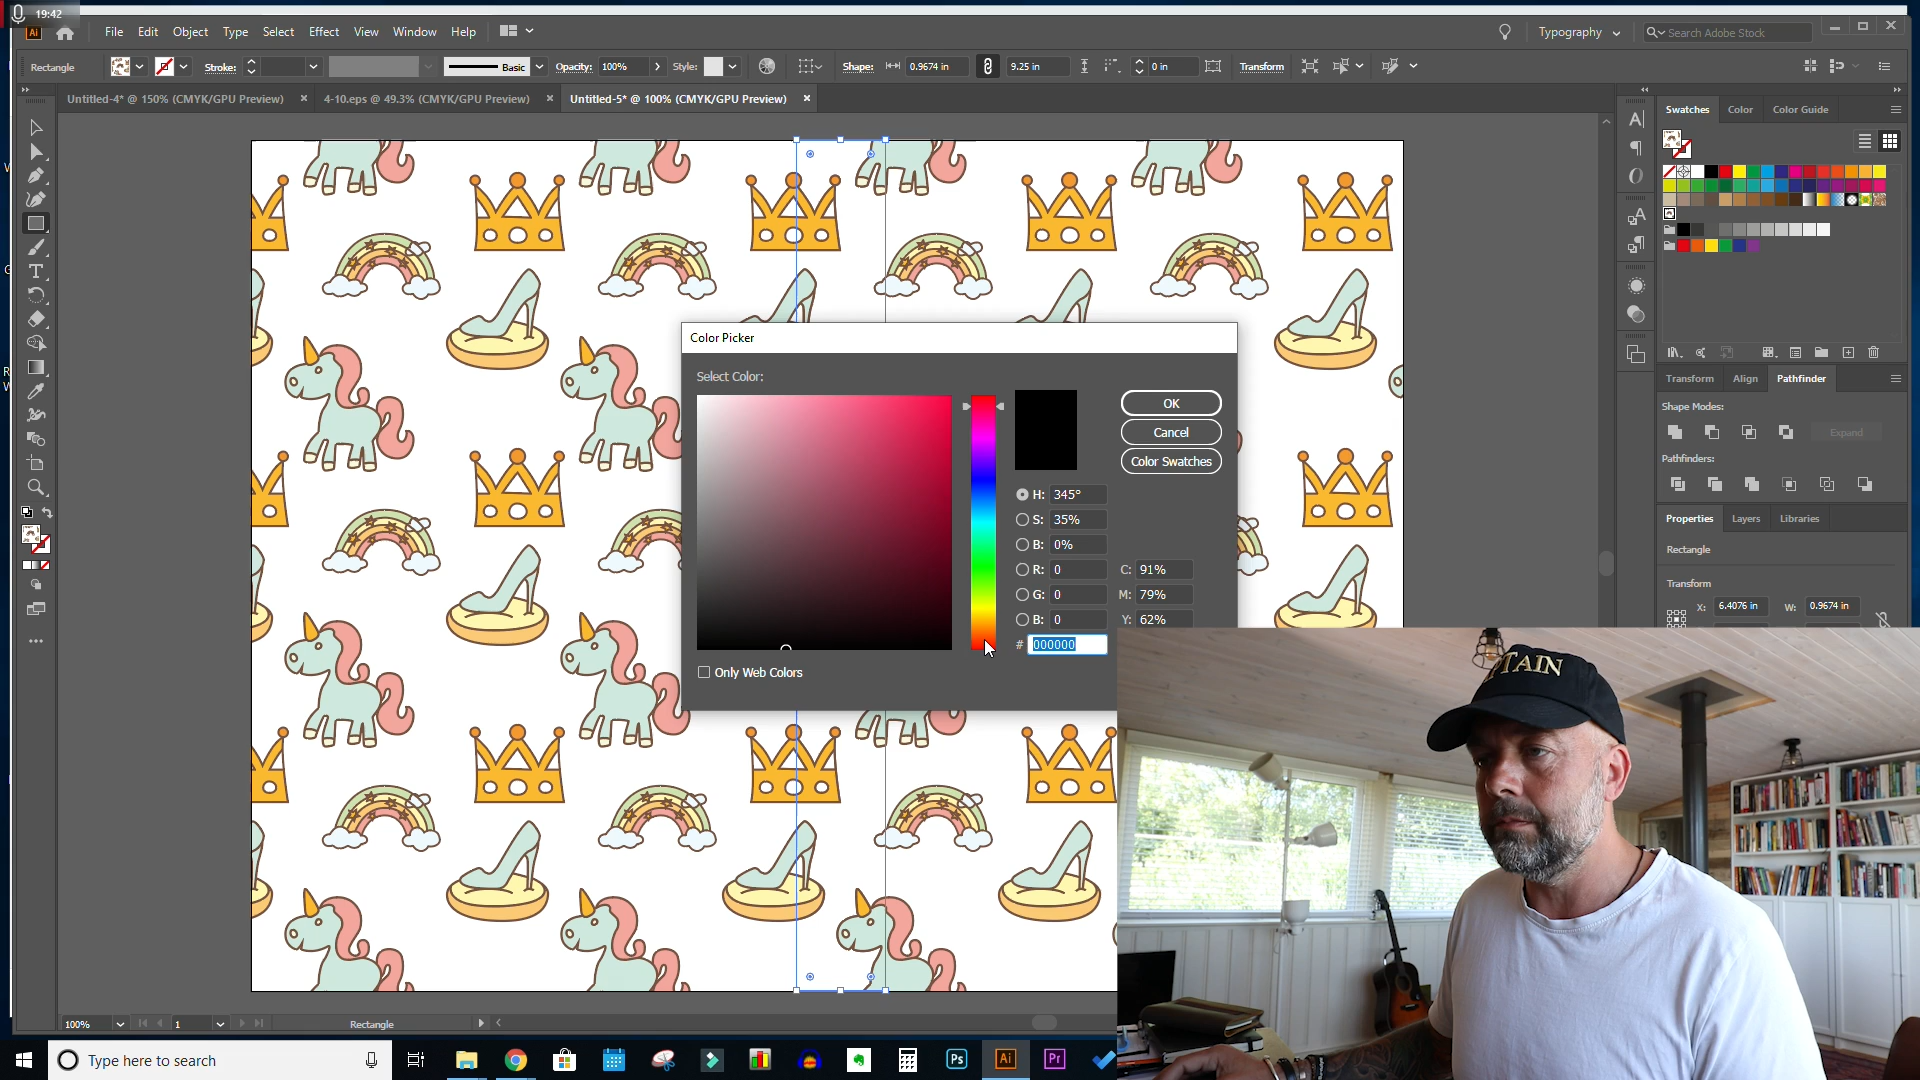 19:42
Ai File Edit Object Type Select Effect View Window Help Typography Search Adobe Stock
Rectangle Stroke: Basic Opacity: 100% Style: Shape: 0.9674 in 9.25 in 0 in Transform
Untitled-4* @ 150% (CMYK/GPU Preview) × 4-10.eps @ 49.3% (CMYK/GPU Preview) × Untitled-5* @ 100% (CMYK/GPU Preview) ×
Swatches Color Color Guide
Color Picker
Select Color:
OK
Cancel
Color Swatches
H: 345°
S: 35%
B: 0%
R: 0 C: 91%
G: 0 M: 79%
B: 0 Y: 62%
# 000000
Only Web Colors
Transform Align Pathfinder
Shape Modes:
Expand
Pathfinders:
Properties Layers Libraries
Rectangle
Transform
X: 6.4076 in W: 0.9674 in
TAIN
100% 1 Rectangle
Type here to search
Ps Ai Pr